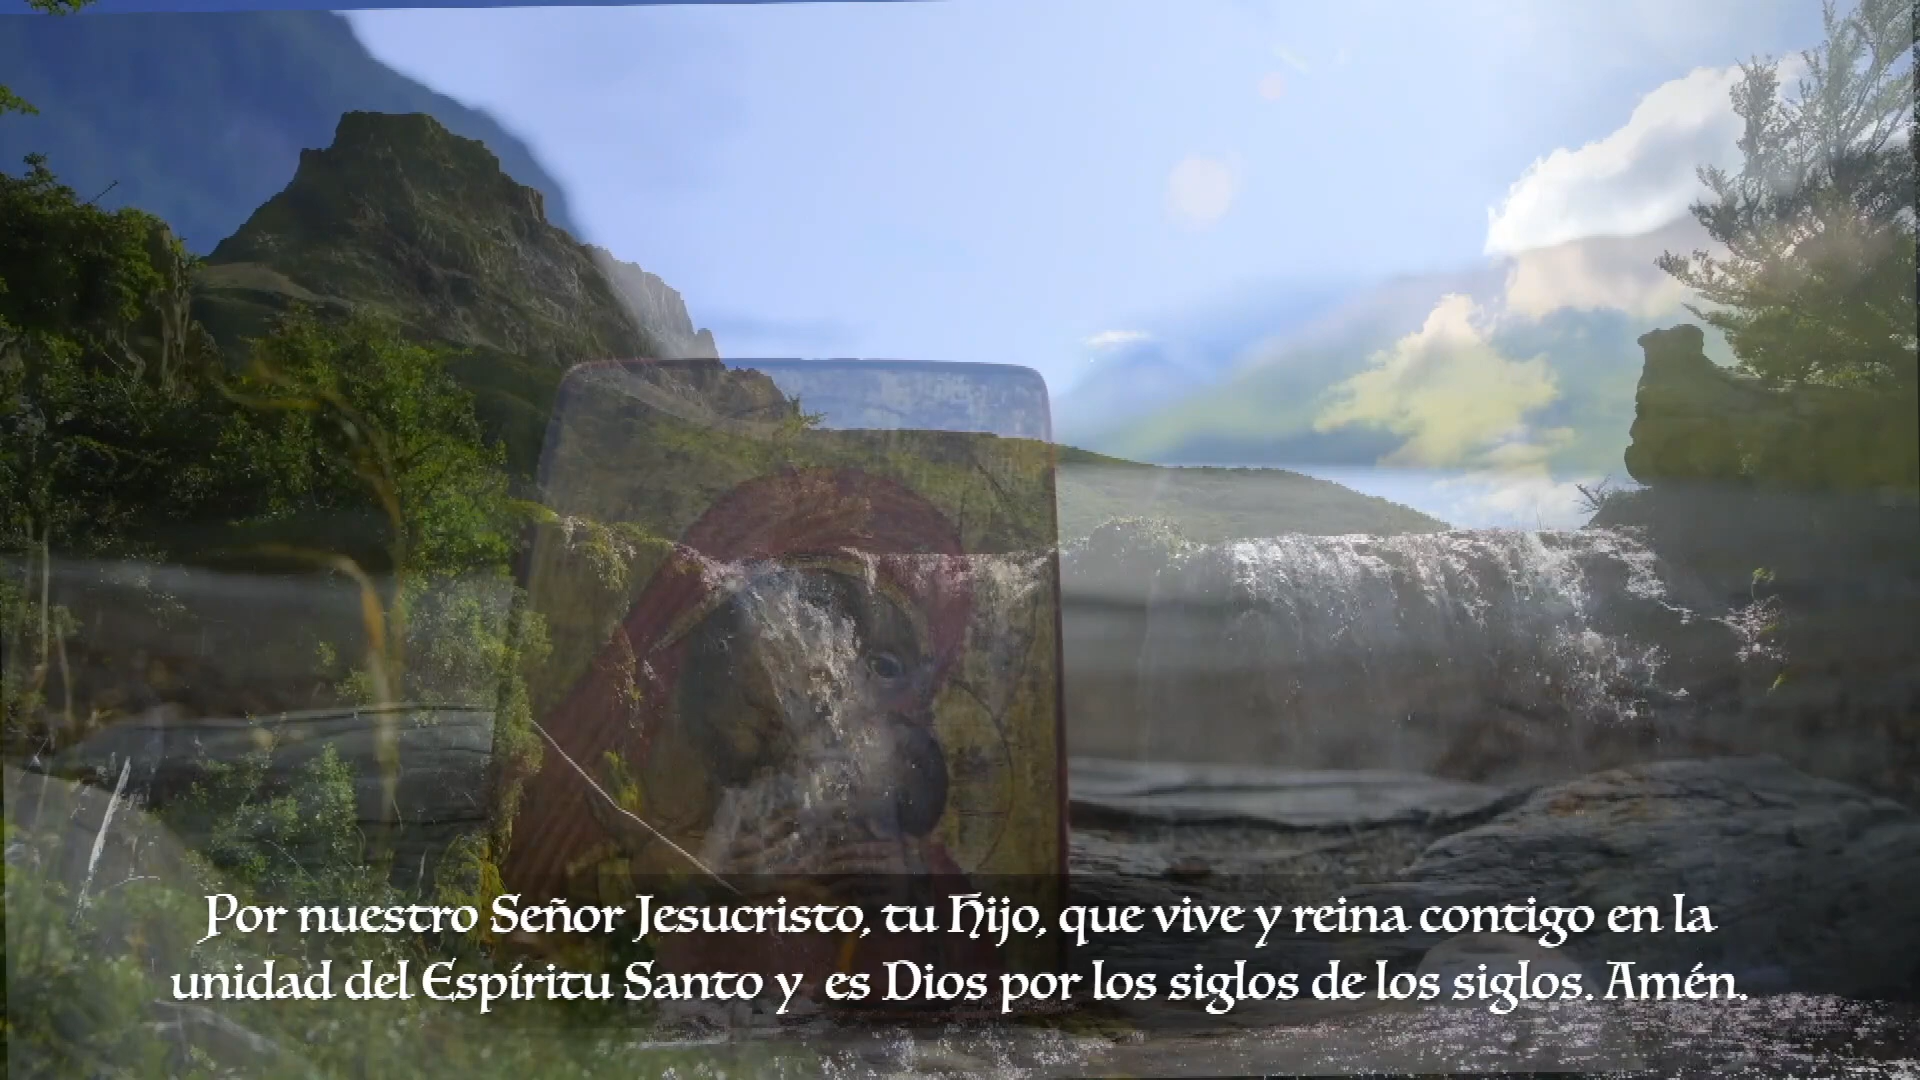 Por nuestro Señor Jesucristo, tu Hijo, que vive y reina contigo en la
unidad del Espíritu Santo y  es Dios por los siglos de los siglos. Amén.